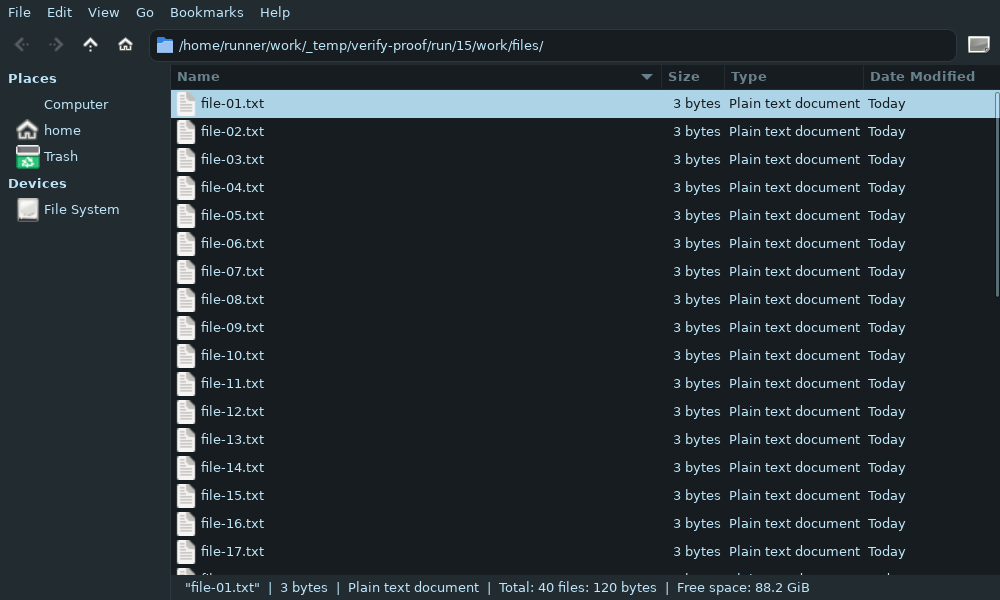 File Edit View Go Bookmarks Help
/home/runner/work/_temp/verify-proof/run/15/work/files/
Places
Computer
home
Trash
Devices
File System
Name Size Type Date Modified
file-01.txt 3 bytes Plain text document Today
file-02.txt 3 bytes Plain text document Today
file-03.txt 3 bytes Plain text document Today
file-04.txt 3 bytes Plain text document Today
file-05.txt 3 bytes Plain text document Today
file-06.txt 3 bytes Plain text document Today
file-07.txt 3 bytes Plain text document Today
file-08.txt 3 bytes Plain text document Today
file-09.txt 3 bytes Plain text document Today
file-10.txt 3 bytes Plain text document Today
file-11.txt 3 bytes Plain text document Today
file-12.txt 3 bytes Plain text document Today
file-13.txt 3 bytes Plain text document Today
file-14.txt 3 bytes Plain text document Today
file-15.txt 3 bytes Plain text document Today
file-16.txt 3 bytes Plain text document Today
file-17.txt 3 bytes Plain text document Today
"file-01.txt" | 3 bytes | Plain text document | Total: 40 files: 120 bytes | Free space: 88.2 GiB